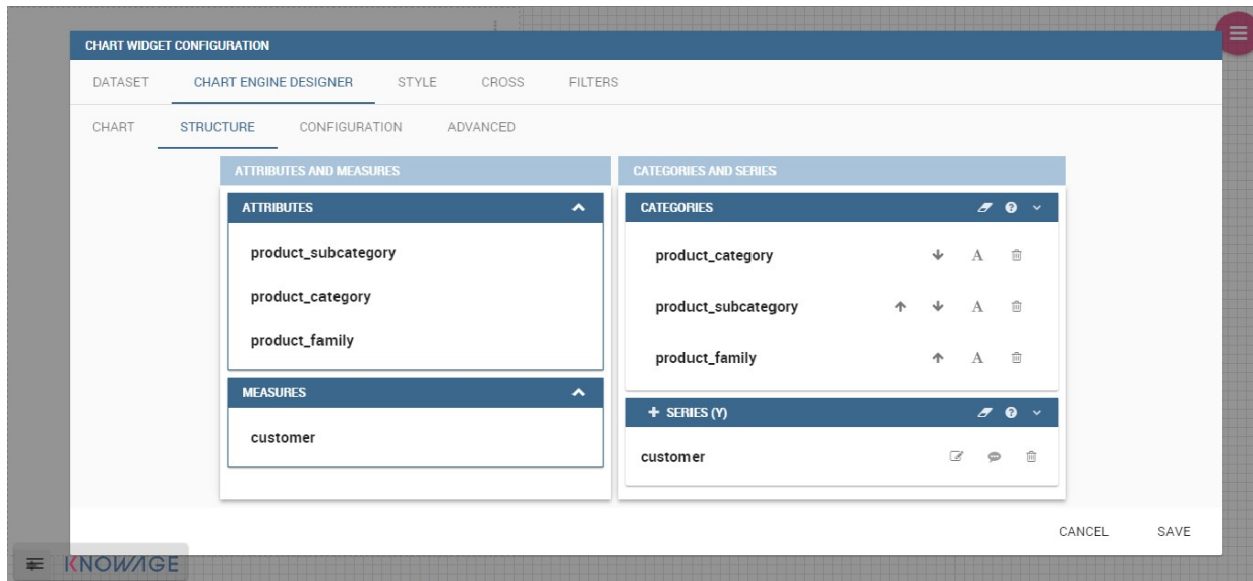 CHART WIDGET CONFIGURATION
DATASET CHART ENGINE DESIGNER STYLE CROSS FILTERS
CHART STRUCTURE CONFIGURATION ADVANCED
ATTRIBUTES AND MEASURES
ATTRIBUTES
product_subcategory
product_category
product_family
MEASURES
customer
CATEGORIES AND SERIES
CATEGORIES
product_category A
product_subcategory A
product_family A
+ SERIES (Y)
customer
CANCEL SAVE
KNOWAGE